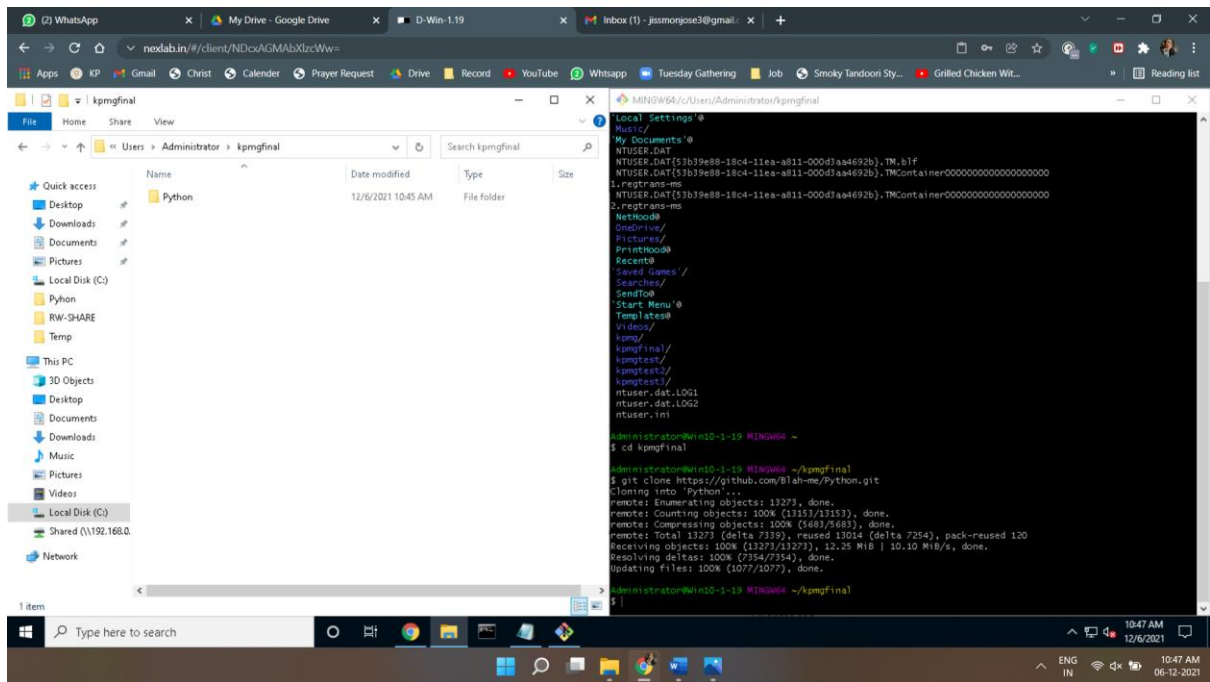 (2) WhatsApp
My Drive - Google Drive
D-Win-1.19
Inbox (1) - jissmonjose3@gmail.c
nexlab.in/#/client/NDcxAGMAbXlzcWw=
Apps KP Gmail Christ Calender Prayer Request Drive Record YouTube Whtsapp Tuesday Gathering Job Smoky Tandoori Sty... Grilled Chicken Wit... » Reading list
kpmgfinal
File Home Share View
« Users > Administrator > kpmgfinal
Search kpmgfinal
Name Date modified Type Size
Python 12/6/2021 10:45 AM File folder
Quick access
Desktop
Downloads
Documents
Pictures
Local Disk (C:)
Pyhon
RW-SHARE
Temp
This PC
3D Objects
Desktop
Documents
Downloads
Music
Pictures
Videos
Local Disk (C:)
Shared (\\192.168.0.
Network
1 item
MINGW64:/c/Users/Administrator/kpmgfinal
'Local Settings'@
Music/
'My Documents'@
NTUSER.DAT
NTUSER.DAT{53b39e88-18c4-11ea-a811-000d3aa4692b}.TM.blf
NTUSER.DAT{53b39e88-18c4-11ea-a811-000d3aa4692b}.TMContainer0000000000000000000
1.regtrans-ms
NTUSER.DAT{53b39e88-18c4-11ea-a811-000d3aa4692b}.TMContainer0000000000000000000
2.regtrans-ms
NetHood@
OneDrive/
Pictures/
PrintHood@
Recent@
'Saved Games'/
Searches/
SendTo@
'Start Menu'@
Templates@
Videos/
kpmg/
kpmgfinal/
kpmgtest/
kpmgtest2/
kpmgtest3/
ntuser.dat.LOG1
ntuser.dat.LOG2
ntuser.ini
Administrator@Win10-1-19 MINGW64 ~
$ cd kpmgfinal
Administrator@Win10-1-19 MINGW64 ~/kpmgfinal
$ git clone https://github.com/Blah-me/Python.git
Cloning into 'Python'...
remote: Enumerating objects: 13273, done.
remote: Counting objects: 100% (13153/13153), done.
remote: Compressing objects: 100% (5683/5683), done.
remote: Total 13273 (delta 7339), reused 13014 (delta 7254), pack-reused 120
Receiving objects: 100% (13273/13273), 12.25 MiB | 10.10 MiB/s, done.
Resolving deltas: 100% (7354/7354), done.
Updating files: 100% (1077/1077), done.
Administrator@Win10-1-19 MINGW64 ~/kpmgfinal
$
Type here to search
10:47 AM
12/6/2021
ENG
IN
10:47 AM
06-12-2021